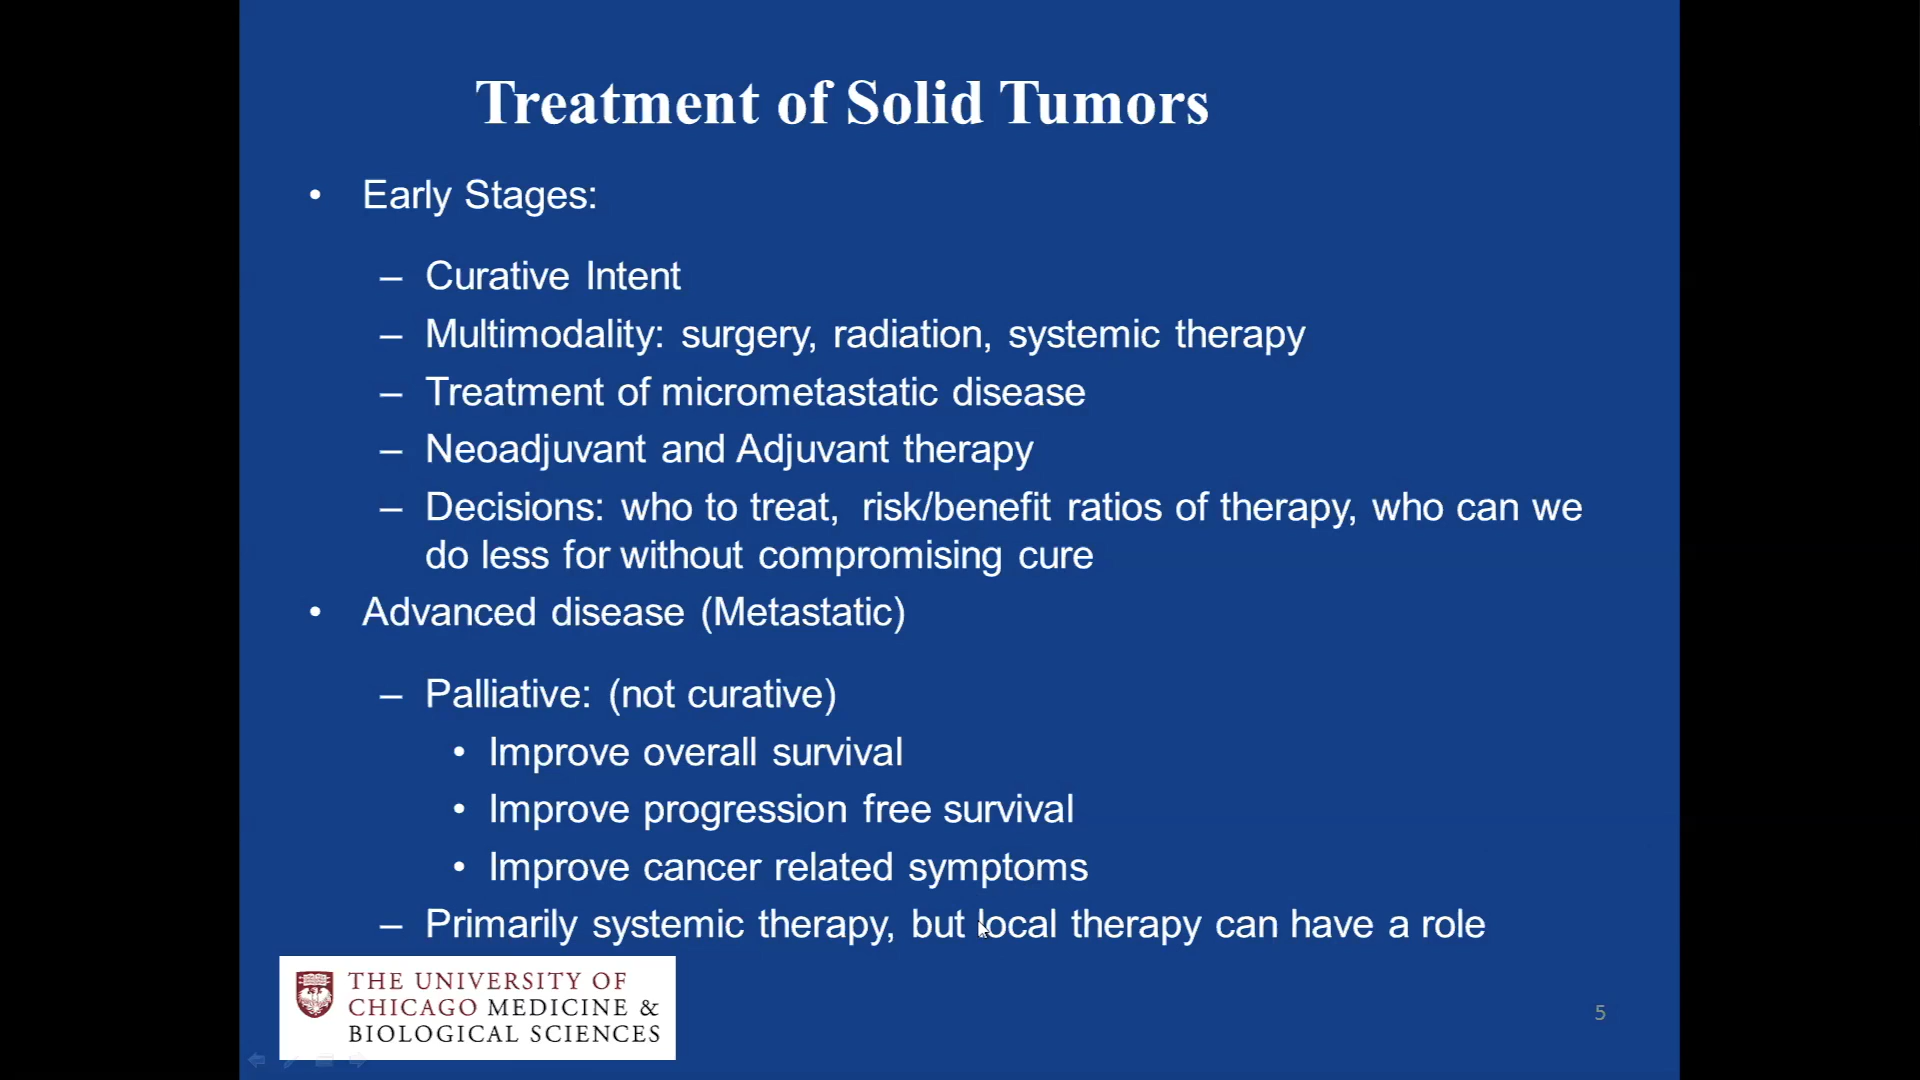 Treatment of Solid Tumors
• Early Stages:
– Curative Intent
– Multimodality: surgery, radiation, systemic therapy
– Treatment of micrometastatic disease
– Neoadjuvant and Adjuvant therapy
– Decisions: who to treat, risk/benefit ratios of therapy, who can we
do less for without compromising cure
• Advanced disease (Metastatic)
– Palliative: (not curative)
• Improve overall survival
• Improve progression free survival
• Improve cancer related symptoms
– Primarily systemic therapy, but local therapy can have a role
THE UNIVERSITY OF
CHICAGO MEDICINE &
BIOLOGICAL SCIENCES
5